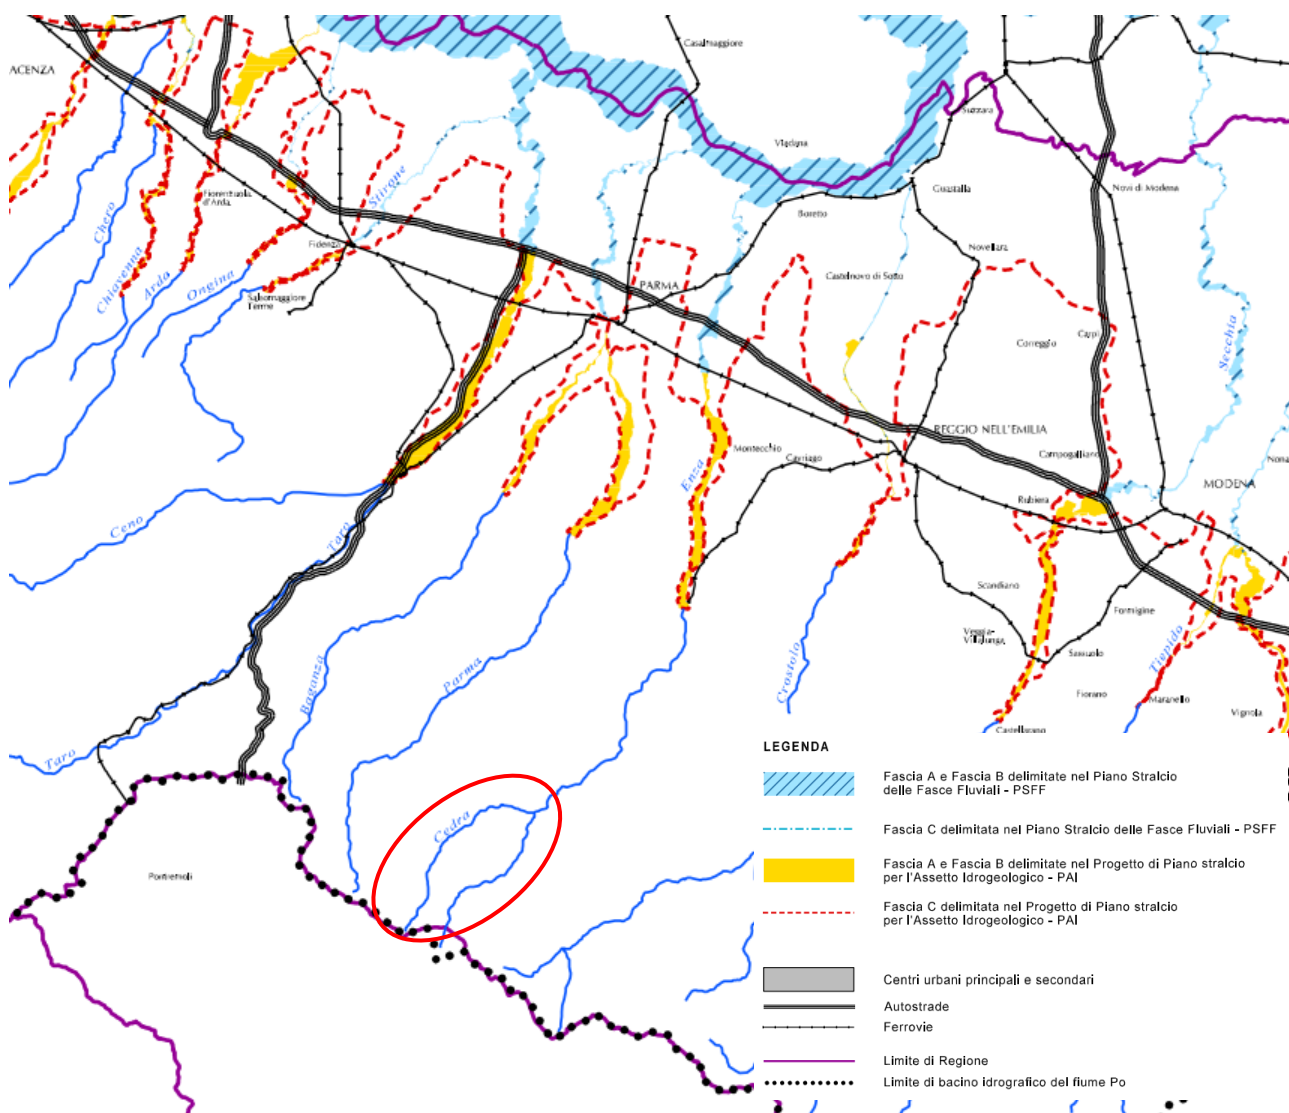 Casalmaggiore
ACENZA
Suzzara
Viadana
Guastalla
Novi di Modena
Fiorenzuola
d'Arda
Stirone
Chero
Boretto
Fidenza
Novellara
Chiavenna
Arda
Ongina
Castelnovo di Sotto
PARMA
Salsomaggiore
Terme
Carpi
Correggio
Secchia
REGGIO NELL'EMILIA
Montecchio
Cavriago
Campogalliano
Nona
Enza
MODENA
Rubiera
Ceno
Taro
Scandiano
Formigine
Veggia-
Villalunga
Sassuolo
Tiepido
Baganza
Parma
Crostolo
Fiorano
Maranello
Vignola
Castellarano
Taro
LEGENDA
Fascia A e Fascia B delimitate nel Piano Stralcio
delle Fasce Fluviali - PSFF
Cedra
Fascia C delimitata nel Piano Stralcio delle Fasce Fluviali - PSFF
Fascia A e Fascia B delimitate nel Progetto di Piano stralcio
per l'Assetto Idrogeologico - PAI
Pontremoli
Fascia C delimitata nel Progetto di Piano stralcio
per l'Assetto Idrogeologico - PAI
Centri urbani principali e secondari
Autostrade
Ferrovie
Limite di Regione
Limite di bacino idrografico del fiume Po